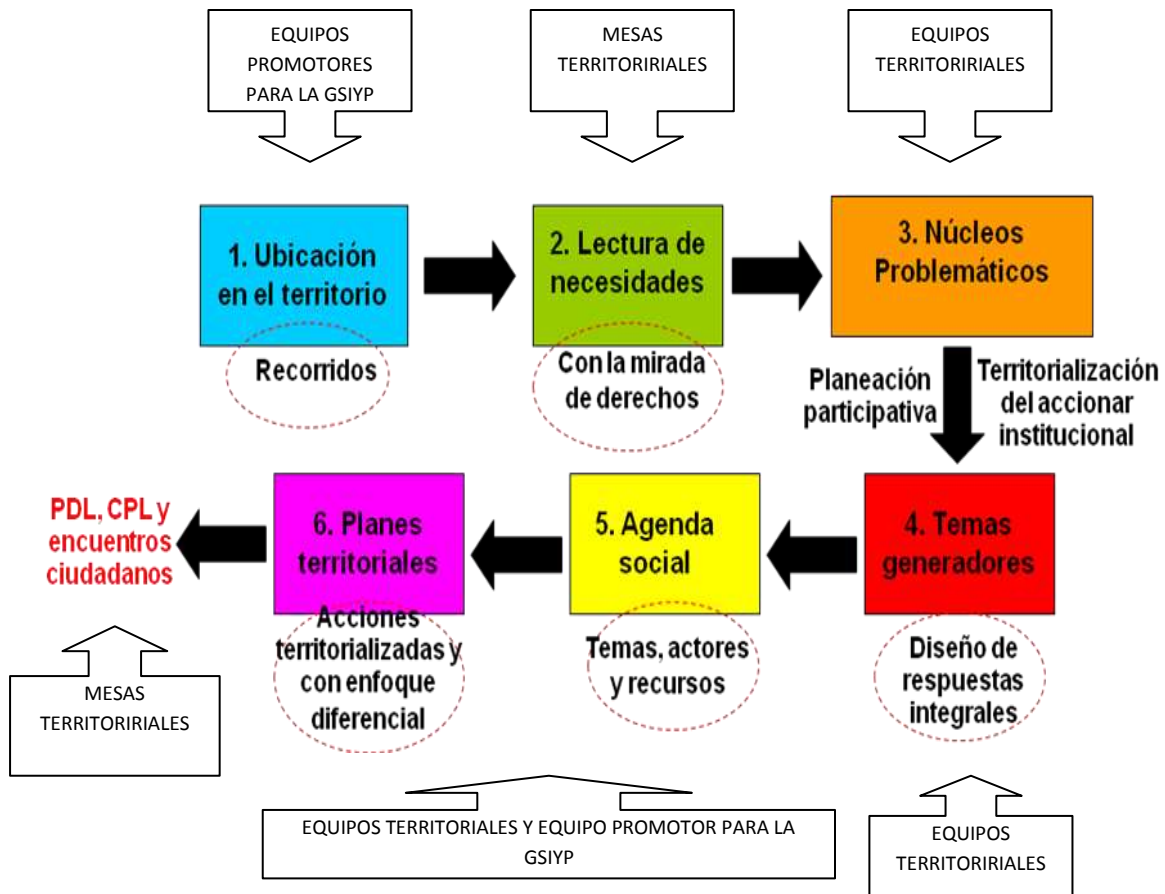 EQUIPOS
PROMOTORES
PARA LA GSIYP
MESAS
TERRITORIRIALES
EQUIPOS
TERRITORIRIALES
1. Ubicación
en el territorio
Recorridos
2. Lectura de
necesidades
Con la mirada
de derechos
3. Núcleos
Problemáticos
Planeación
participativa
Territorialización
del accionar
institucional
4. Temas
generadores
Diseño de
respuestas
integrales
5. Agenda
social
Temas, actores
y recursos
6. Planes
territoriales
Acciones
territorializadas y
con enfoque
diferencial
PDL, CPL y
encuentros
ciudadanos
MESAS
TERRITORIRIALES
EQUIPOS TERRITORIALES Y EQUIPO PROMOTOR PARA LA
GSIYP
EQUIPOS
TERRITORIRIALES